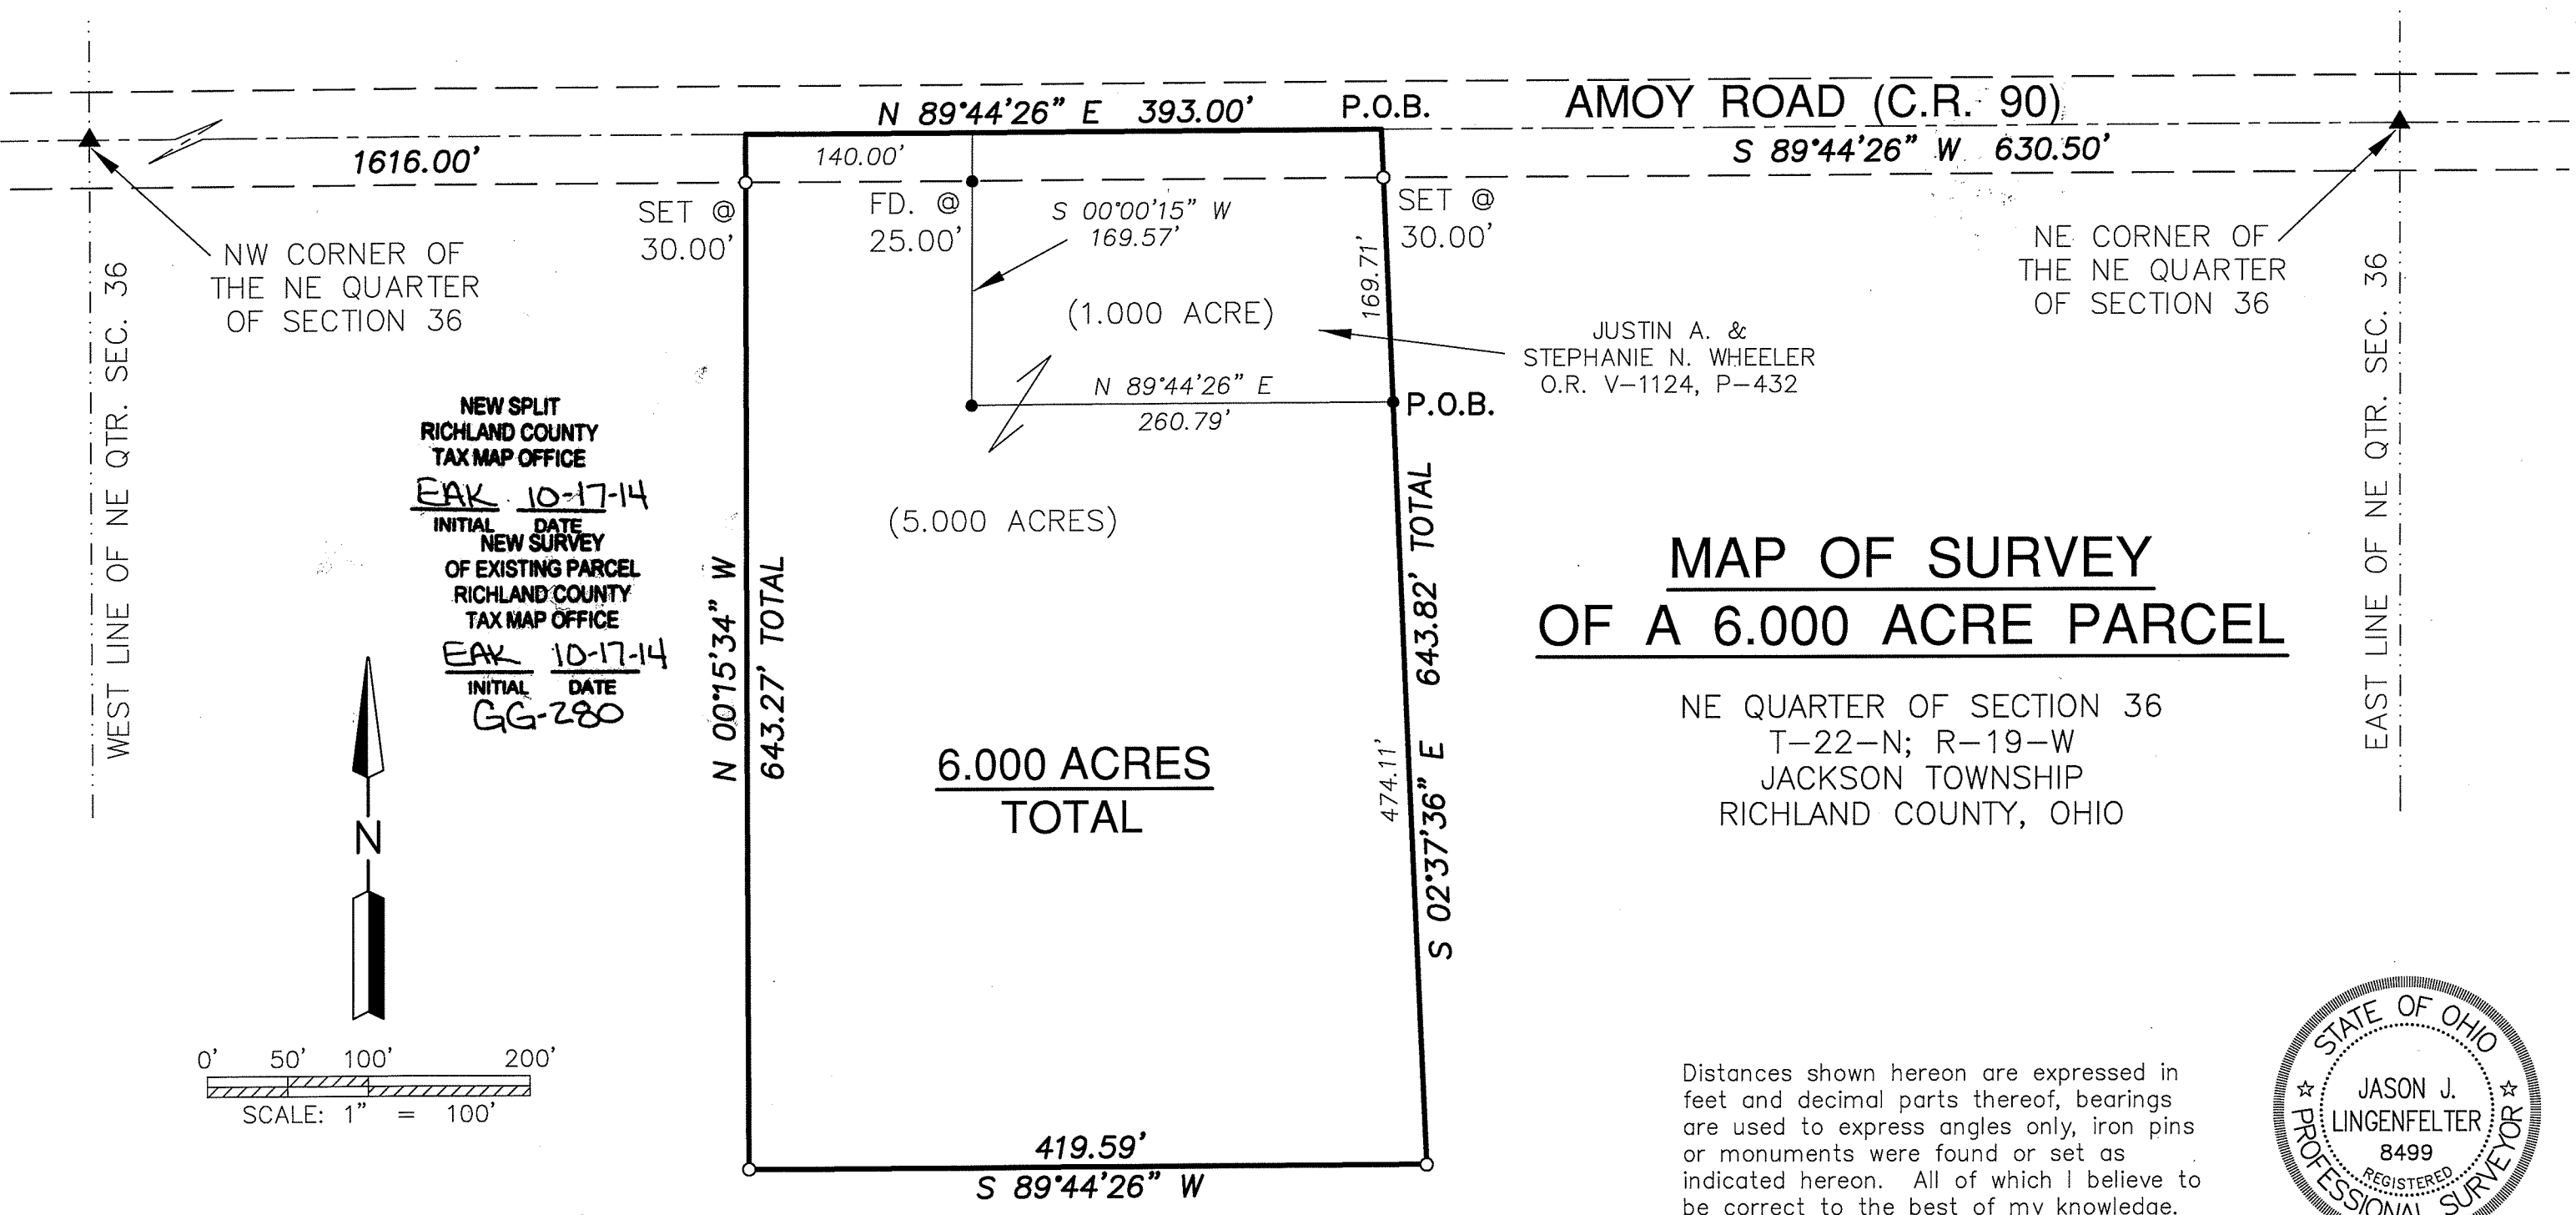 N 89°44'26" E 393.00'
P.O.B.
AMOY ROAD (C.R. 90)
1616.00'
140.00'
S 89°44'26" W 630.50'
SET @
30.00'
FD. @
25.00'
S 00°00'15" W
169.57'
SET @
30.00'
169.71'
NW CORNER OF
THE NE QUARTER
OF SECTION 36
NE CORNER OF
THE NE QUARTER
OF SECTION 36
WEST LINE OF NE QTR. SEC. 36
EAST LINE OF NE QTR. SEC. 36
(1.000 ACRE)
JUSTIN A. &
STEPHANIE N. WHEELER
O.R. V-1124, P-432
N 89°44'26" E
260.79'
P.O.B.
NEW SPLIT
RICHLAND COUNTY
TAX MAP OFFICE
EAK 10-17-14
INITIAL DATE
NEW SURVEY
OF EXISTING PARCEL
RICHLAND COUNTY
TAX MAP OFFICE
EAK 10-17-14
INITIAL DATE
GG-280
(5.000 ACRES)
N 00°15'34" W
643.27' TOTAL
474.11'
S 02°37'36" E 643.82' TOTAL
6.000 ACRES
TOTAL
MAP OF SURVEY
OF A 6.000 ACRE PARCEL
NE QUARTER OF SECTION 36
T-22-N; R-19-W
JACKSON TOWNSHIP
RICHLAND COUNTY, OHIO
N
0' 50' 100' 200'
SCALE: 1" = 100'
419.59'
S 89°44'26" W
Distances shown hereon are expressed in
feet and decimal parts thereof, bearings
are used to express angles only, iron pins
or monuments were found or set as
indicated hereon. All of which I believe to
be correct to the best of my knowledge.
STATE OF OHIO
JASON J.
LINGENFELTER
8499
REGISTERED
PROFESSIONAL SURVEYOR